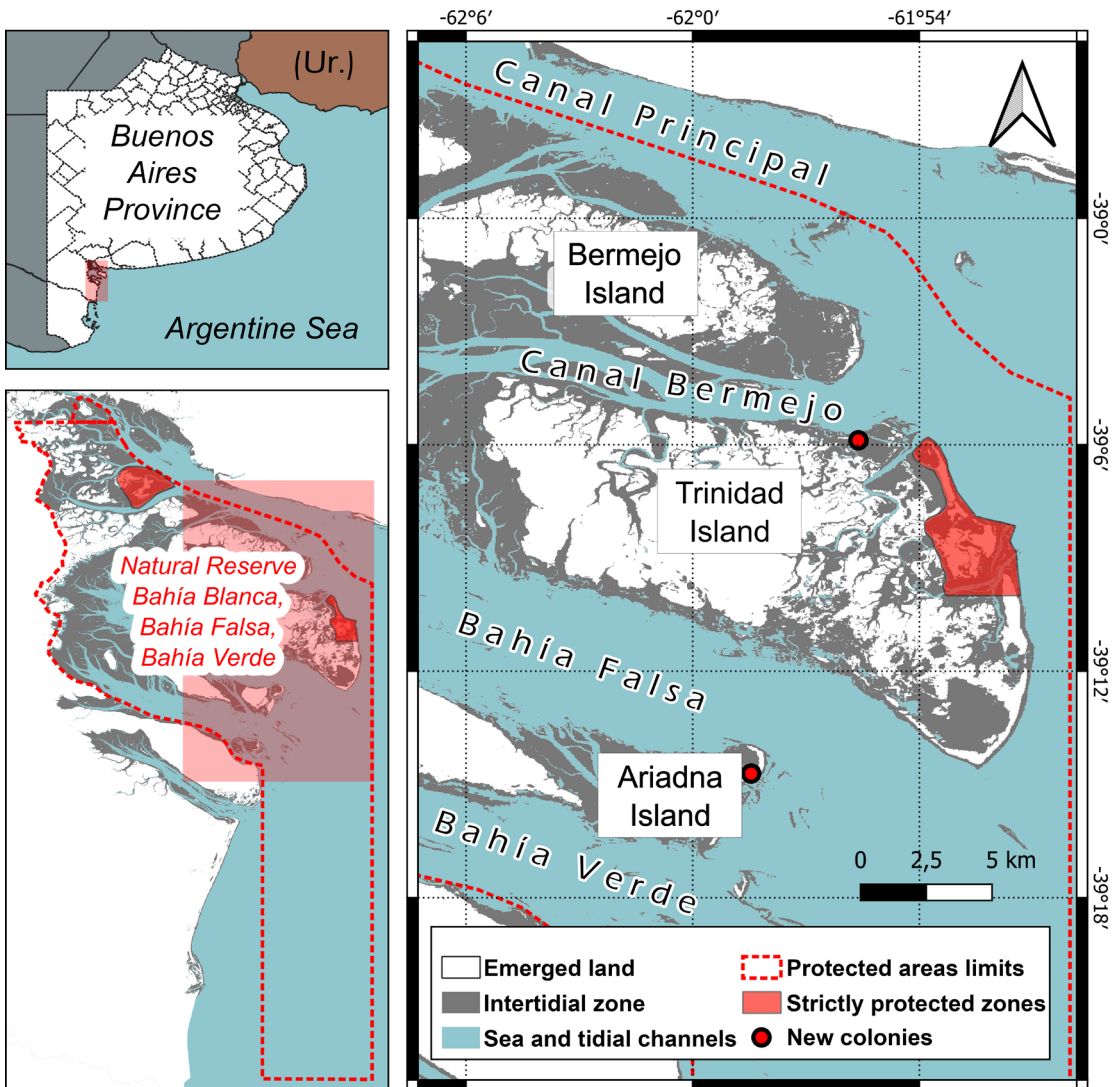 (Ur.)
Buenos
Aires
Province
Argentine Sea
Natural Reserve
Bahía Blanca,
Bahía Falsa,
Bahía Verde
-62°6′
-62°0′
-61°54′
Canal Principal
-39°0′
Bermejo
Island
Canal Bermejo
-39°6′
Trinidad
Island
Bahía Falsa
-39°12′
Ariadna
Island
Bahía Verde
0 2,5 5 km
-39°18′
Emerged land
Intertidial zone
Sea and tidal channels
Protected areas limits
Strictly protected zones
New colonies